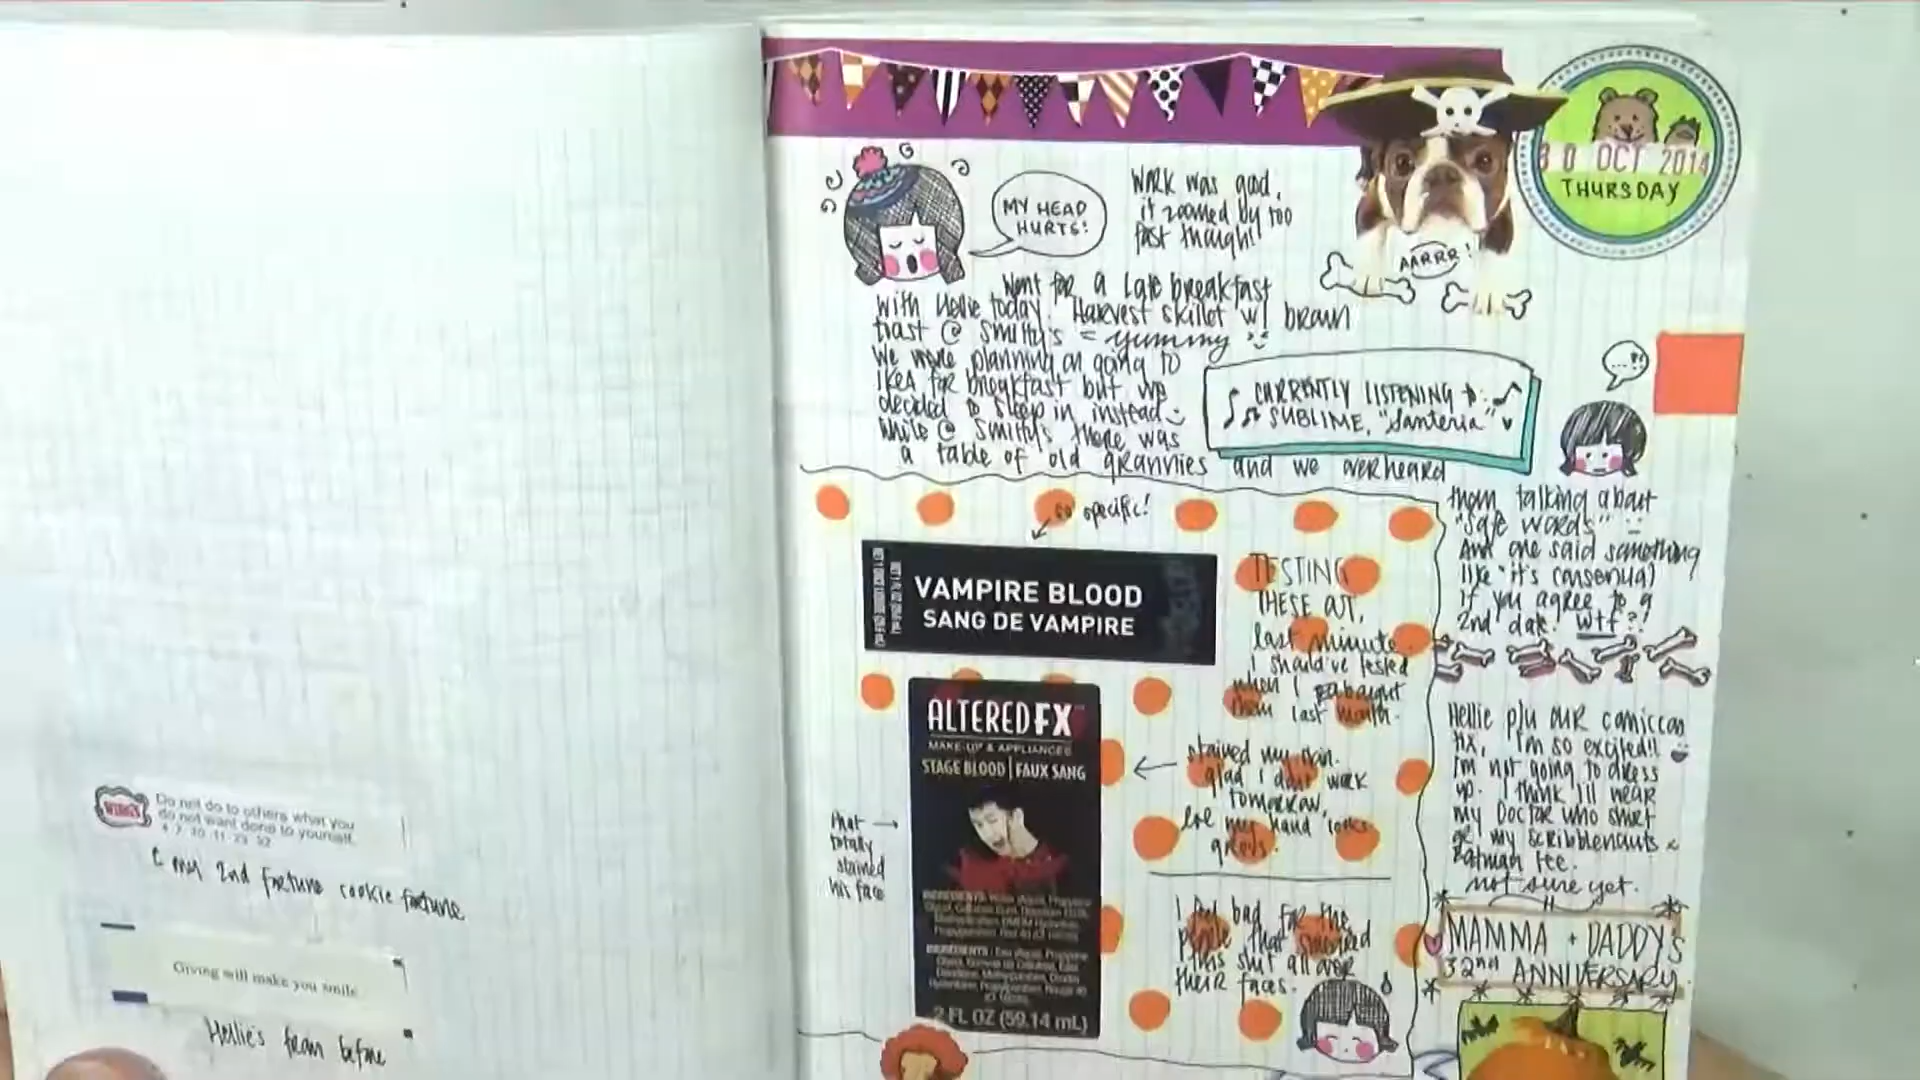 Do not do to others what you
do not want done to yourself.
my 2nd fortune cookie fortune
Giving will make you smile
Hellie's from before
30 OCT 2014
THURSDAY
MY HEAD
HURTS!
Work was good,
it zoomed by too
fast though!!
AARRR!
Went for a late breakfast
with Hellie today! Harvest skillet w/ brown
toast @ Smitty's = yummy
We were planning on going to
Ikea for breakfast but we
decided to sleep in instead
While @ Smitty's there was
a table of old grannies and we overheard
them talking about
"safe words"
And one said something
like "it's consensual
if you agree to a
2nd date! wtf?!
CURRENTLY LISTENING to:
SUBLIME, "Santeria"
so specific!
VAMPIRE BLOOD
SANG DE VAMPIRE
TESTING
THESE OUT,
last minute.
I should've tested
when I bought
them last month.
ALTERED FX
MAKE-UP & APPLIANCES
STAGE BLOOD | FAUX SANG
that
totally
stained
his face
2 FL OZ (59.14 mL)
stained my skin.
glad I don't work
tomorrow,
my hand looks
gross.
I feel bad for the
people that smeared
this shit all over
their faces.
Hellie p/u our comiccon
tix, I'm so excited!!
I'm not going to dress
up. I think I'll wear
my Doctor who shirt
or my Scribblenauts
Batman tee.
not sure yet.
MAMMA + DADDY'S
32nd ANNIVERSARY